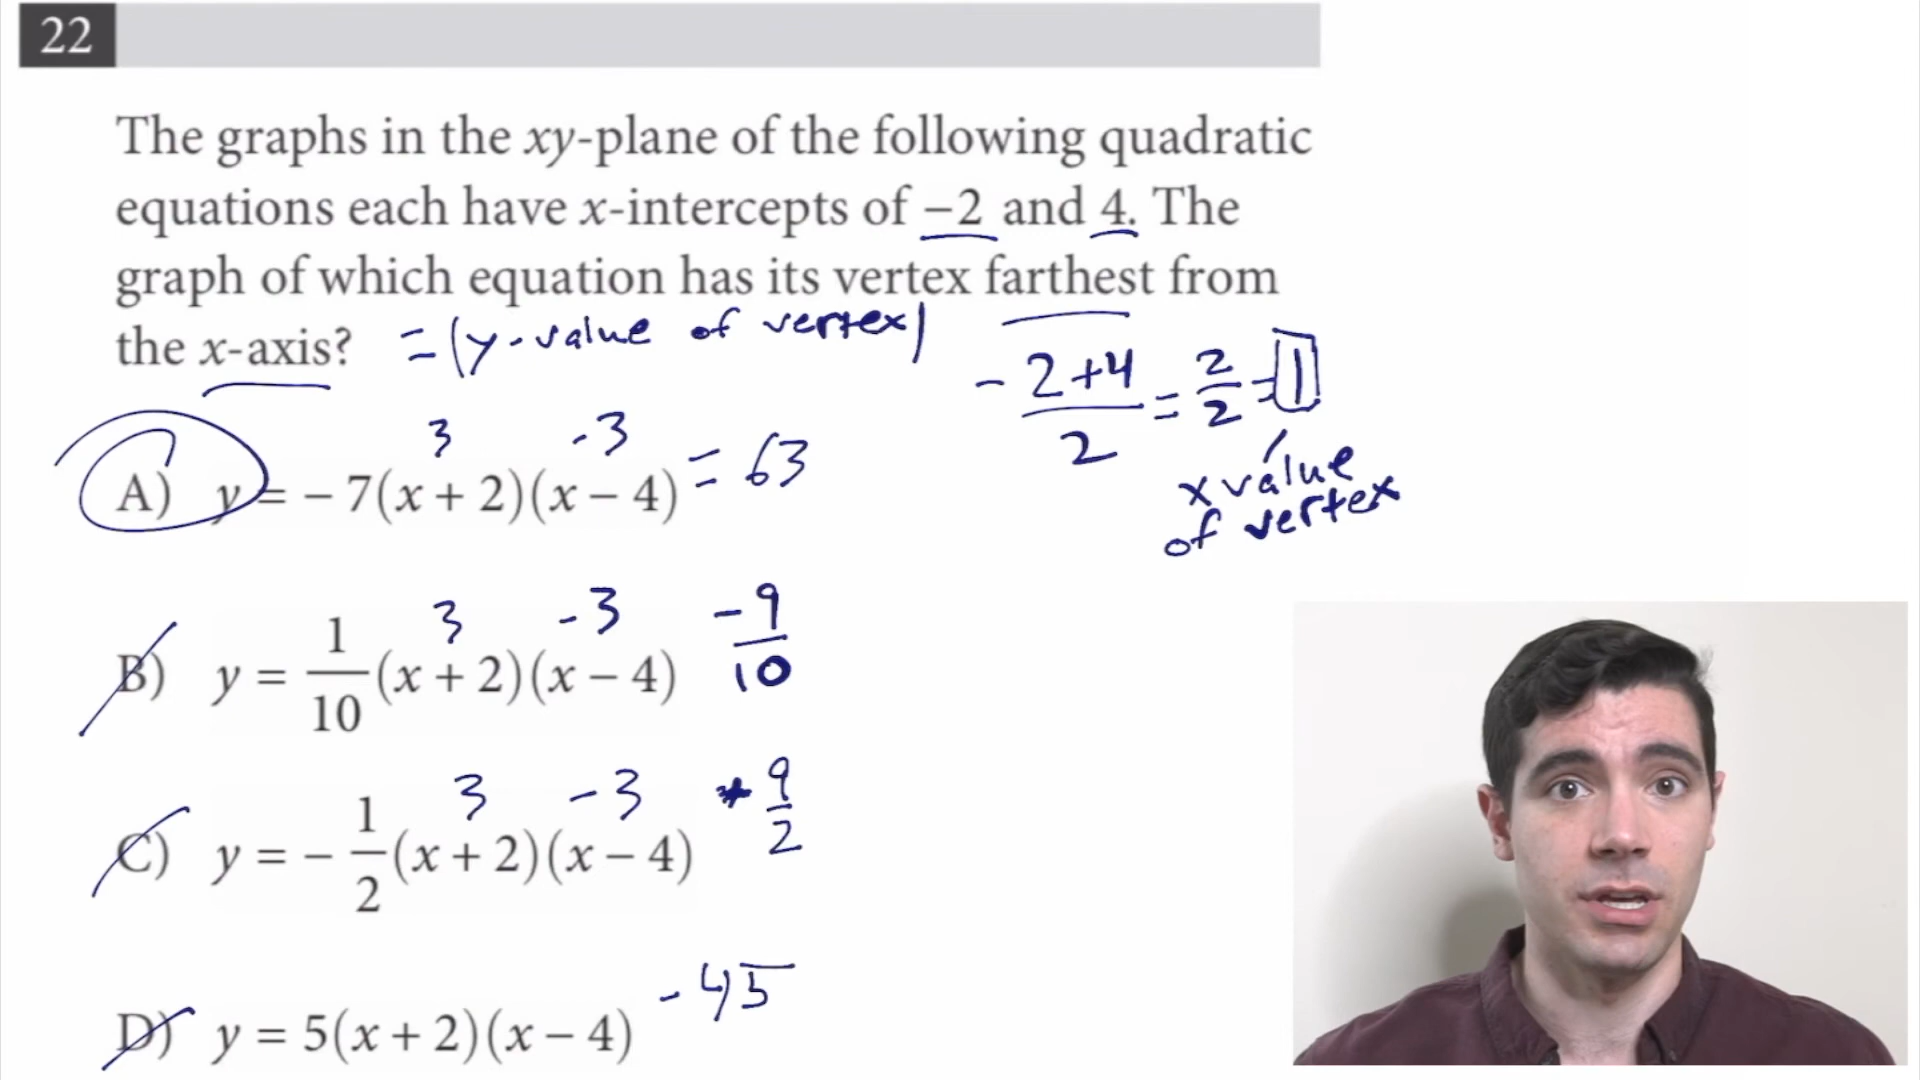 22
The graphs in the xy-plane of the following quadratic
equations each have x-intercepts of −2 and 4. The
graph of which equation has its vertex farthest from
the x-axis? = |y-value of vertex|
-2+4/2 = 2/2 = 1
x value
of vertex
3 -3
A) y = − 7(x + 2)(x − 4) = 63
3 -3
B) y = 1/10(x + 2)(x − 4) -9/10
3 -3
C) y = − 1/2(x + 2)(x − 4) 9/2
D) y = 5(x + 2)(x − 4) -45